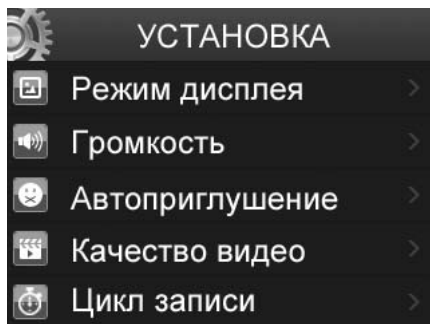 УСТАНОВКА
Режим дисплея
Громкость
Автоприглушение
Качество видео
Цикл записи